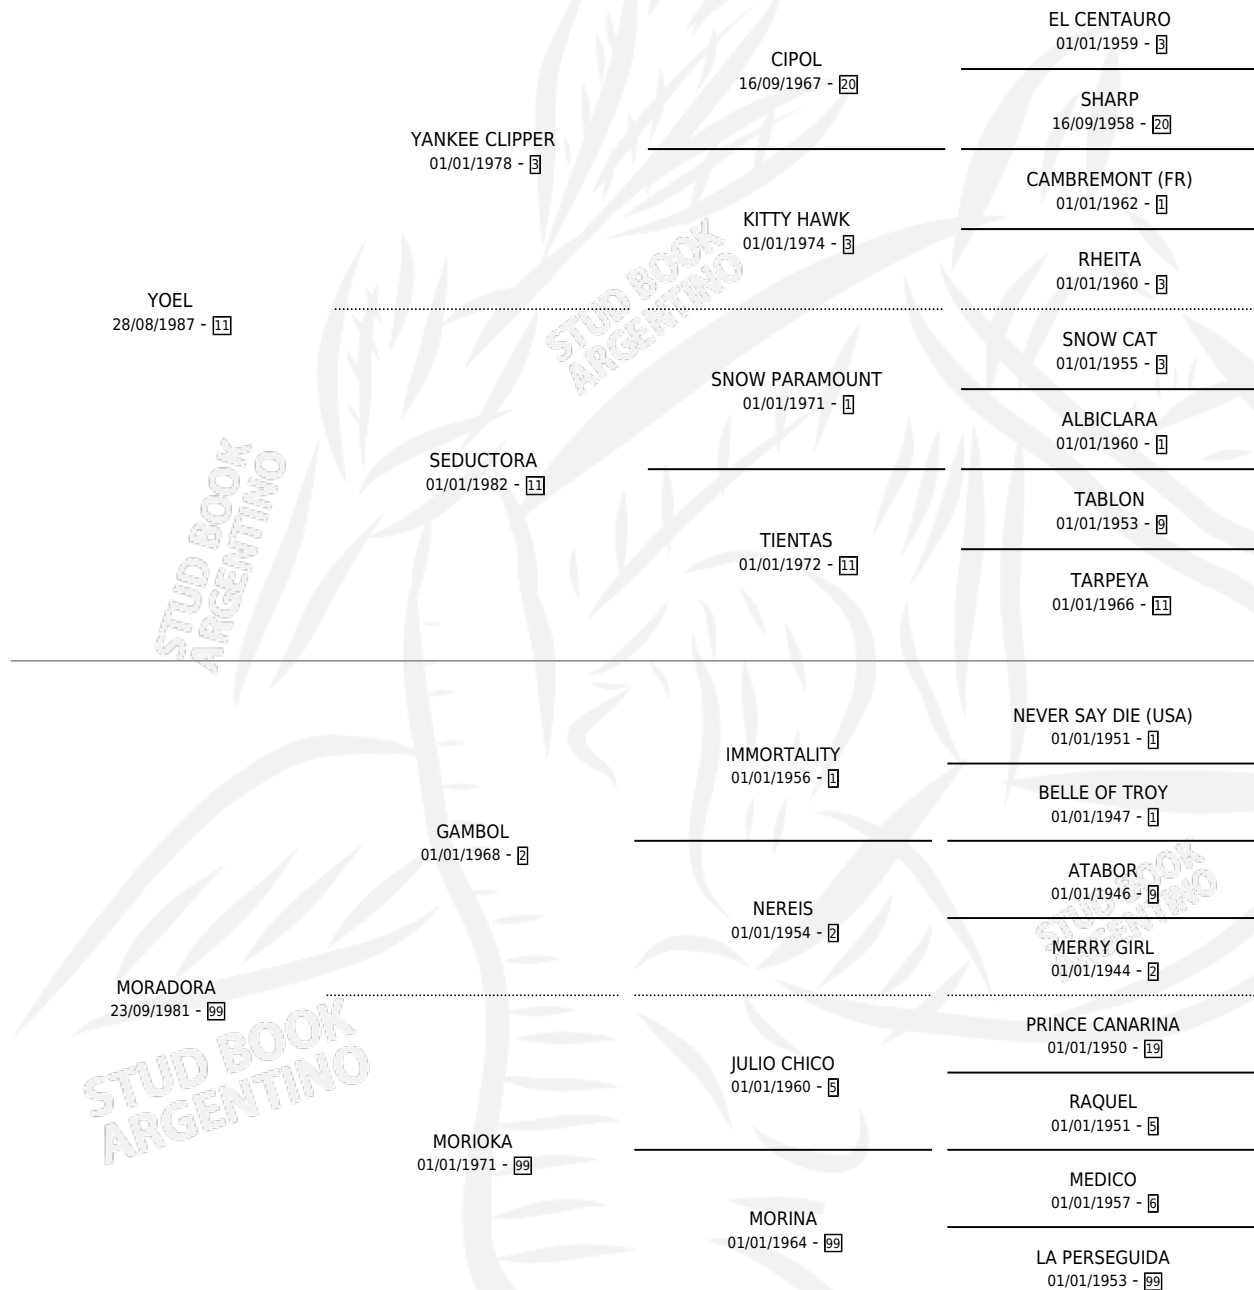 EL CENTAURO
01/01/1959 - 3
CIPOL
16/09/1967 - 20
SHARP
16/09/1958 - 20
YANKEE CLIPPER
01/01/1978 - 3
CAMBREMONT (FR)
01/01/1962 - 1
KITTY HAWK
01/01/1974 - 3
RHEITA
01/01/1960 - 3
YOEL
28/08/1987 - 11
SNOW CAT
01/01/1955 - 3
SNOW PARAMOUNT
01/01/1971 - 1
ALBICLARA
01/01/1960 - 1
SEDUCTORA
01/01/1982 - 11
TABLON
01/01/1953 - 9
TIENTAS
01/01/1972 - 11
TARPEYA
01/01/1966 - 11
NEVER SAY DIE (USA)
01/01/1951 - 1
IMMORTALITY
01/01/1956 - 1
BELLE OF TROY
01/01/1947 - 1
GAMBOL
01/01/1968 - 2
ATABOR
01/01/1946 - 9
NEREIS
01/01/1954 - 2
MERRY GIRL
01/01/1944 - 2
MORADORA
23/09/1981 - 99
PRINCE CANARINA
01/01/1950 - 19
JULIO CHICO
01/01/1960 - 5
RAQUEL
01/01/1951 - 5
MORIOKA
01/01/1971 - 99
MEDICO
01/01/1957 - 6
MORINA
01/01/1964 - 99
LA PERSEGUIDA
01/01/1953 - 99
STUD BOOK
ARGENTINO
STUD BOOK
ARGENTINO
STUD BOOK
ARGENTINO
STUD BOOK
ARGENTINO